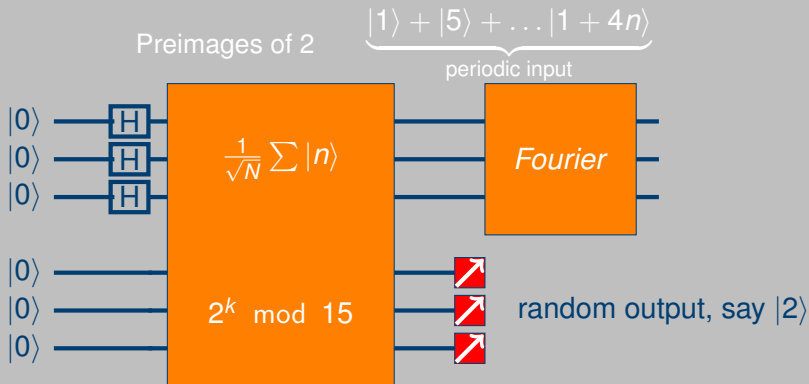 Preimages of 2
|1⟩ + |5⟩ + …|1 + 4n⟩
periodic input
|0⟩ H
|0⟩ H
|0⟩ H
1/√N ∑ |n⟩
Fourier
|0⟩
|0⟩
|0⟩
2^k mod 15
random output, say |2⟩